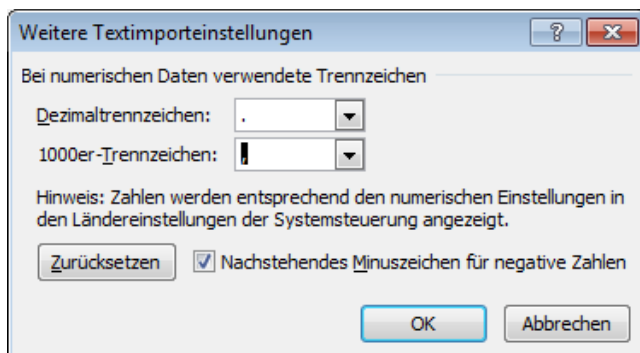 Weitere Textimporteinstellungen
Bei numerischen Daten verwendete Trennzeichen
Dezimaltrennzeichen: .
1000er-Trennzeichen: ,
Hinweis: Zahlen werden entsprechend den numerischen Einstellungen in
den Ländereinstellungen der Systemsteuerung angezeigt.
Zurücksetzen Nachstehendes Minuszeichen für negative Zahlen
OK Abbrechen